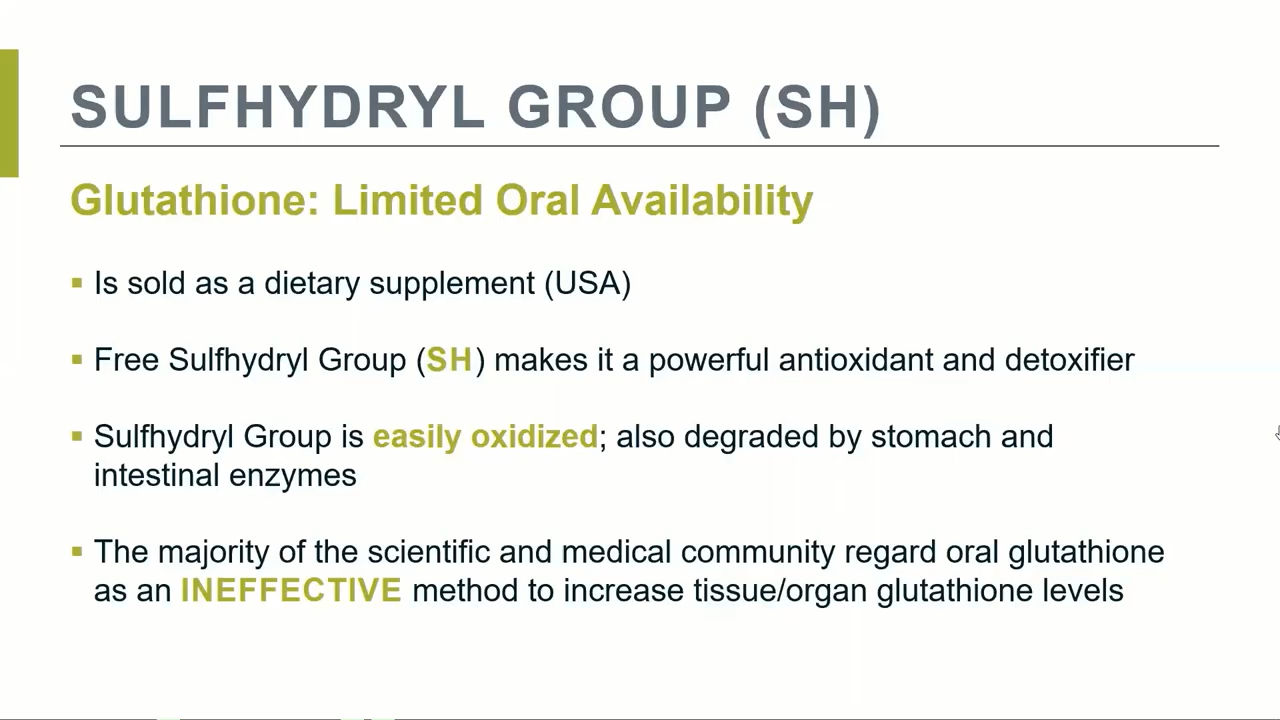 SULFHYDRYL GROUP (SH)
Glutathione: Limited Oral Availability
▪ Is sold as a dietary supplement (USA)
▪ Free Sulfhydryl Group (SH) makes it a powerful antioxidant and detoxifier
▪ Sulfhydryl Group is easily oxidized; also degraded by stomach and
intestinal enzymes
▪ The majority of the scientific and medical community regard oral glutathione
as an INEFFECTIVE method to increase tissue/organ glutathione levels